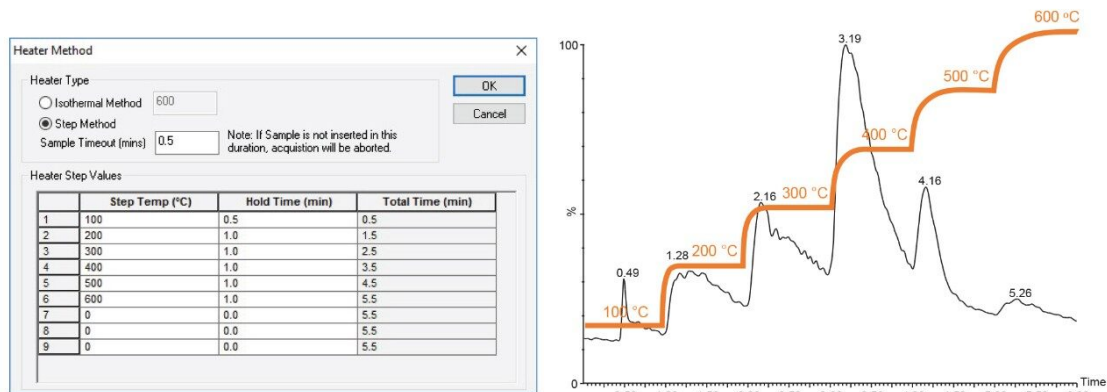 Heater Method
Heater Type
Isothermal Method 600
Step Method
Sample Timeout (mins) 0.5
Note: If Sample is not inserted in this
duration, acquistion will be aborted.
OK
Cancel
Heater Step Values
Step Temp (ºC) Hold Time (min) Total Time (min)
1 100 0.5 0.5
2 200 1.0 1.5
3 300 1.0 2.5
4 400 1.0 3.5
5 500 1.0 4.5
6 600 1.0 5.5
7 0 0.0 5.5
8 0 0.0 5.5
9 0 0.0 5.5
600 ºC
100
3.19
500 °C
400 °C
4.16
300 °C
2.16
%
1.28
200 °C
0.49
5.26
100 °C
0
Time